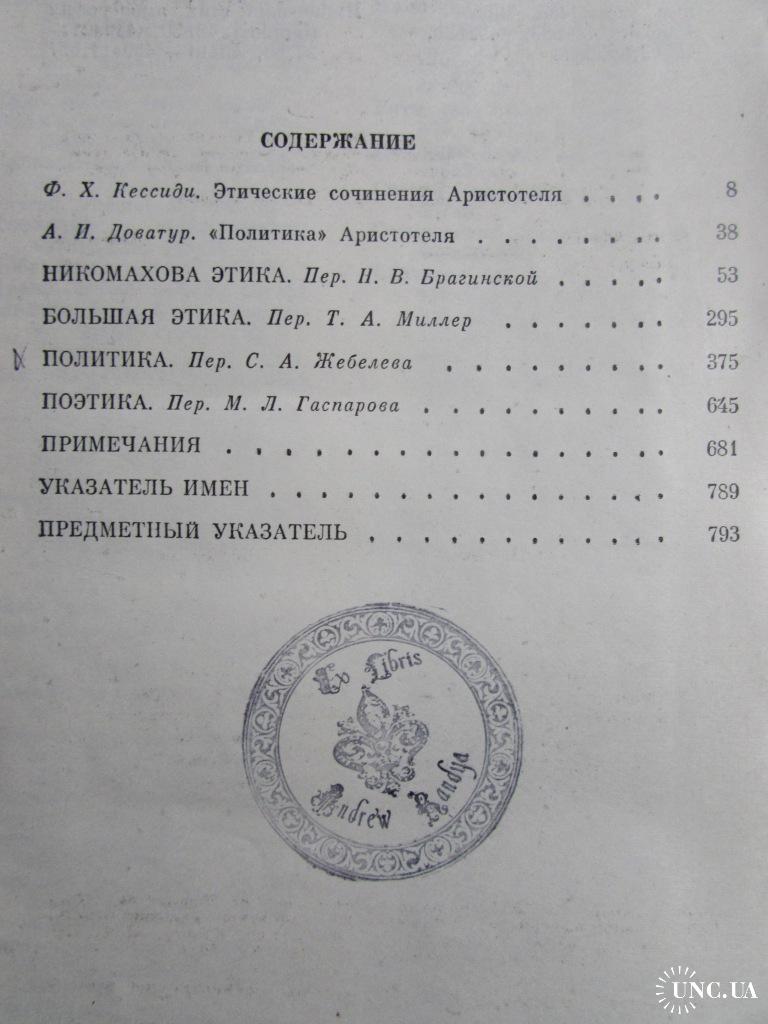 СОДЕРЖАНИЕ
Ф. Х. Кессиди. Этические сочинения Аристотеля . . . . 8
А. И. Доватур. «Политика» Аристотеля . . . . . . . . 38
НИКОМАХОВА ЭТИКА. Пер. Н. В. Брагинской . . . . . 53
БОЛЬШАЯ ЭТИКА. Пер. Т. А. Миллер . . . . . . . 295
ПОЛИТИКА. Пер. С. А. Жебелева . . . . . . . . 375
ПОЭТИКА. Пер. М. Л. Гаспарова . . . . . . . . . 645
ПРИМЕЧАНИЯ . . . . . . . . . . . . . . . 681
УКАЗАТЕЛЬ ИМЕН . . . . . . . . . . . . . . 789
ПРЕДМЕТНЫЙ УКАЗАТЕЛЬ . . . . . . . . . . . 793
Ex Libris
Andrew
UNC.UA